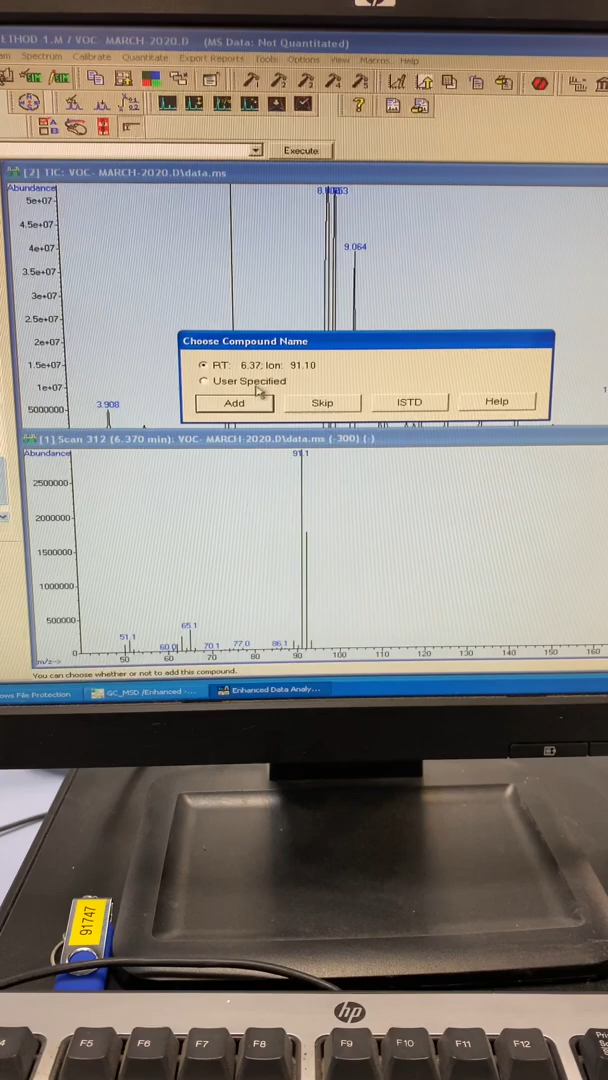 hp
ETHOD 1.M / VOC- MARCH-2020.D (MS Data: Not Quantitated)
Spectrum Calibrate Quantitate Export Reports Tools Options View Macros Help
Execute:
[2] TIC: VOC- MARCH-2020.D\data.ms
Abundance
5e+07
4.5e+07
4e+07
3.5e+07
3e+07
2.5e+07
2e+07
1.5e+07
1e+07
5000000
9.064
3.908
Choose Compound Name
RT: 6.37; Ion: 91.10
User Specified
Add Skip ISTD Help
[1] Scan 312 (6.370 min): VOC- MARCH-2020.D\data.ms (-300) (-)
Abundance
91.1
2500000
2000000
1500000
1000000
500000
0
51.1
60.0
65.1
70.1
77.0
86.1
m/z-->
50 60 70 80 90 100 110 120 130 140 150 160
You can choose whether or not to add this compound.
ows File Protection GC_MSD /Enhanced -... Enhanced Data Analy...
91747
hp
F5 F6 F7 F8 F9 F10 F11 F12